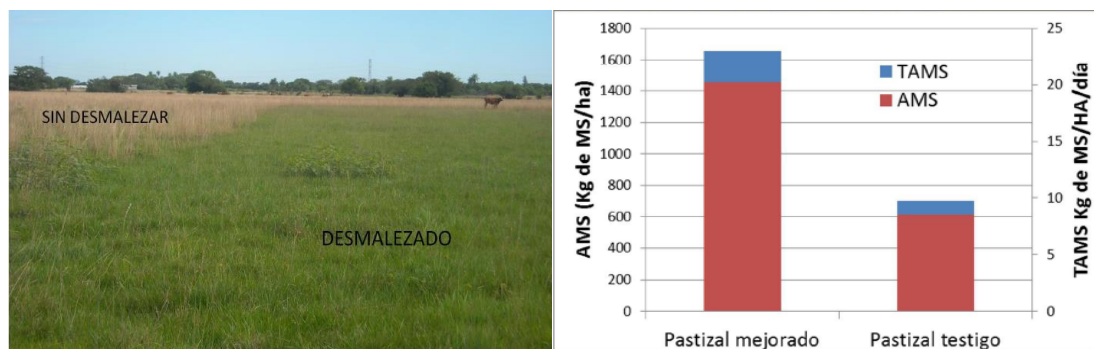 SIN DESMALEZAR
DESMALEZADO
AMS (Kg de MS/ha)
1800
1600
1400
1200
1000
800
600
400
200
0
TAMS
AMS
25
20
15
10
5
0
TAMS Kg de MS/HA/día
Pastizal mejorado
Pastizal testigo